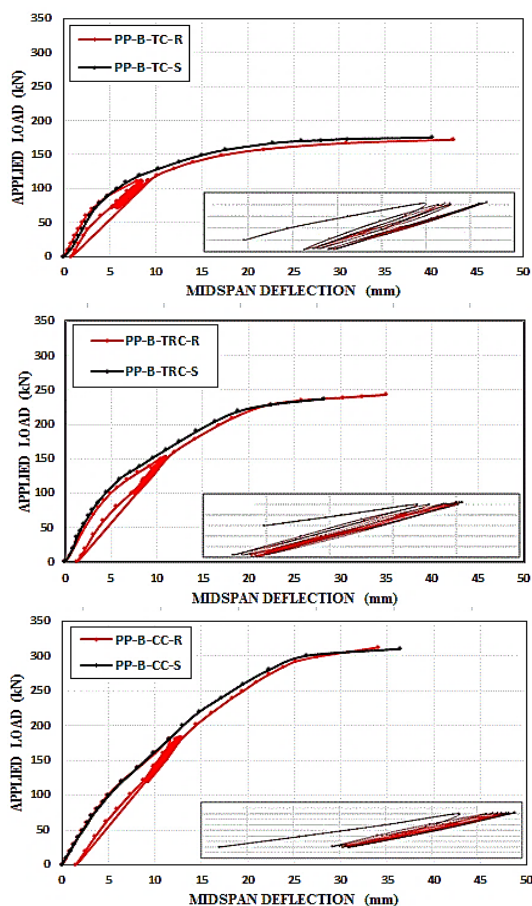 350
300
250
200
150
100
50
0
APPLIED LOAD (kN)
PP-B-TC-R
PP-B-TC-S
0 5 10 15 20 25 30 35 40 45 50
MIDSPAN DEFLECTION (mm)
350
300
250
200
150
100
50
0
APPLIED LOAD (kN)
PP-B-TRC-R
PP-B-TRC-S
0 5 10 15 20 25 30 35 40 45 50
MIDSPAN DEFLECTION (mm)
350
300
250
200
150
100
50
0
APPLIED LOAD (kN)
PP-B-CC-R
PP-B-CC-S
0 5 10 15 20 25 30 35 40 45 50
MIDSPAN DEFLECTION (mm)